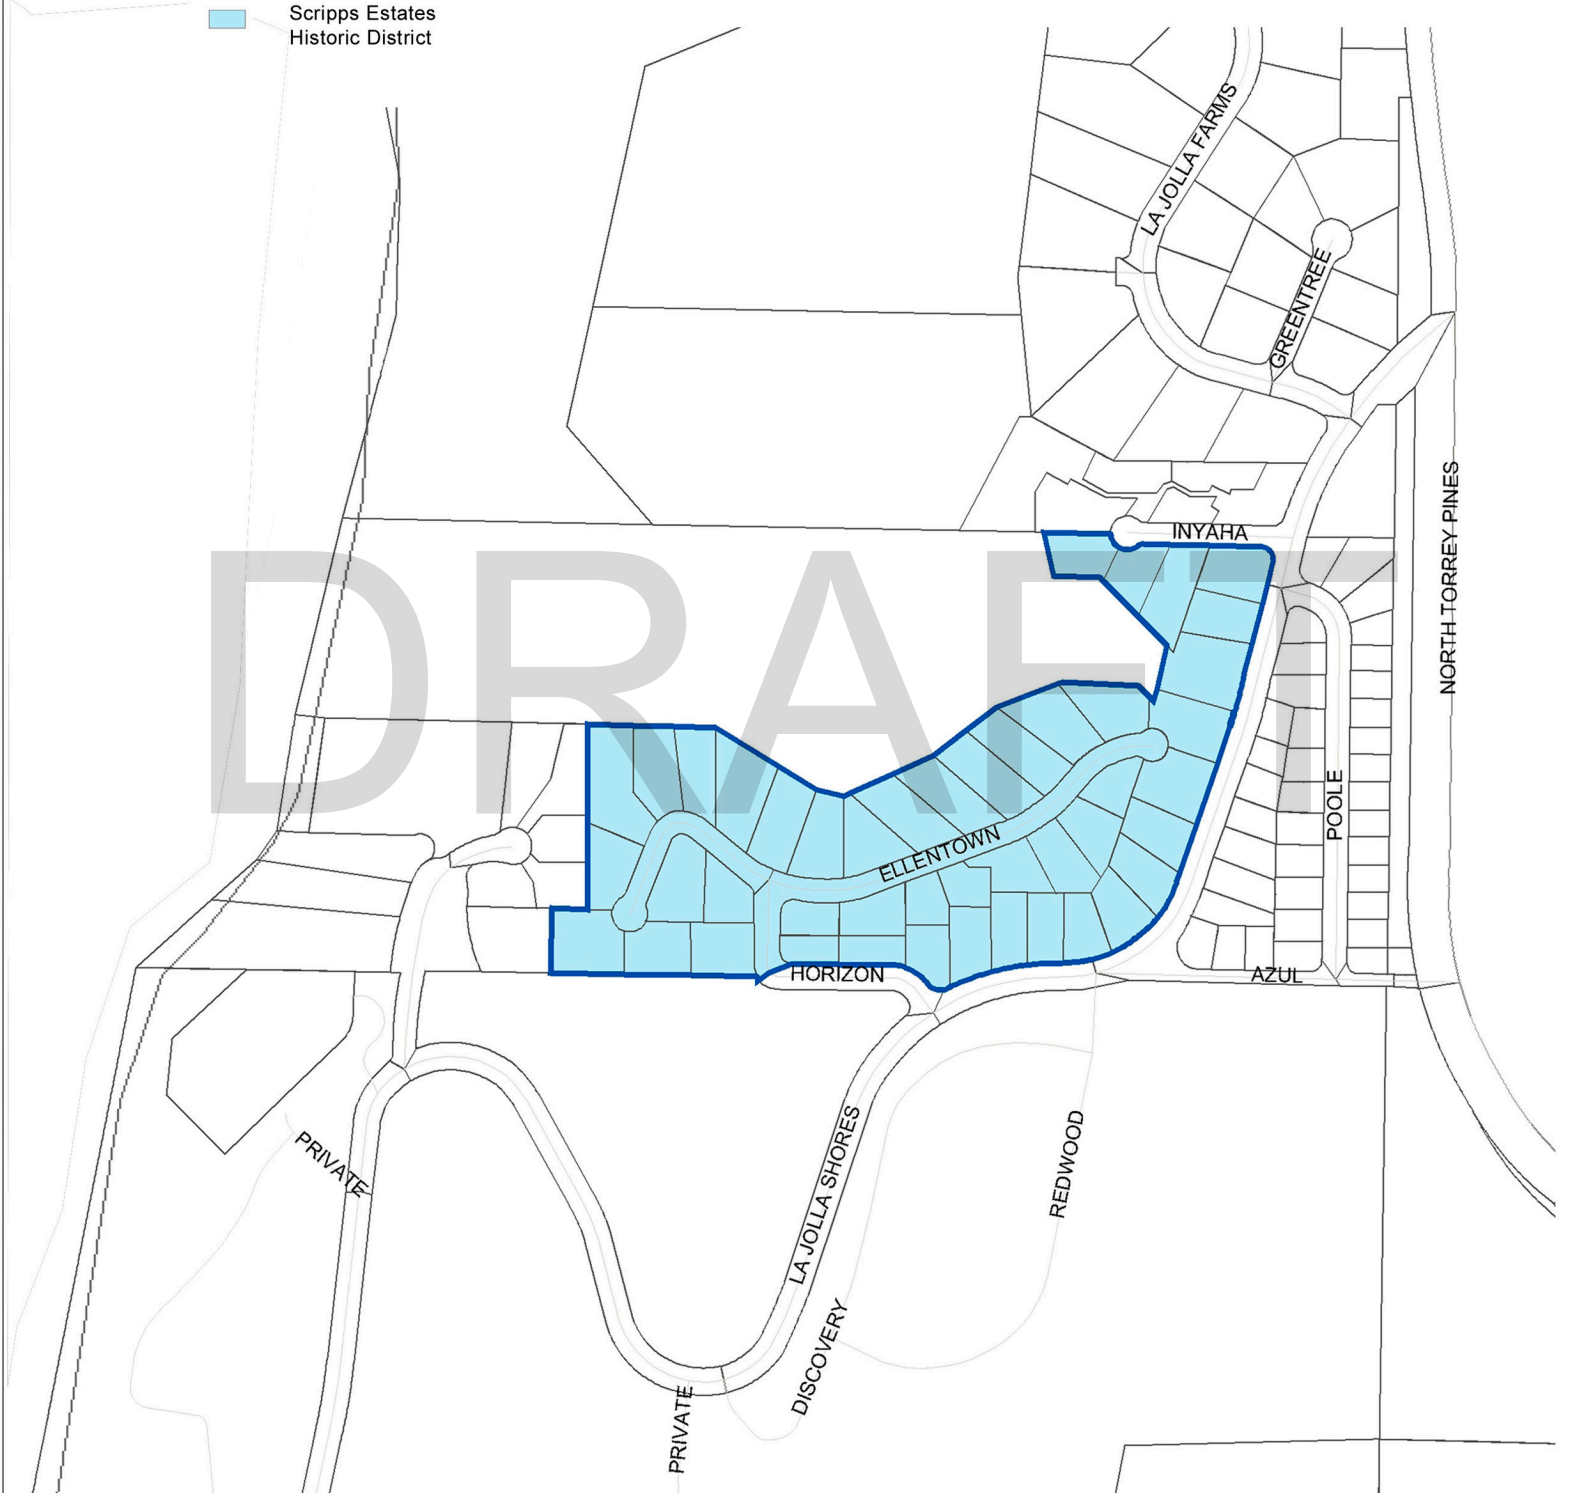 Scripps Estates
Historic District
LA JOLLA FARMS
GREENTREE
INYAHA
NORTH TORREY PINES
DRAFT
POOLE
ELLENTOWN
HORIZON
AZUL
PRIVATE
LA JOLLA SHORES
REDWOOD
DISCOVERY
PRIVATE